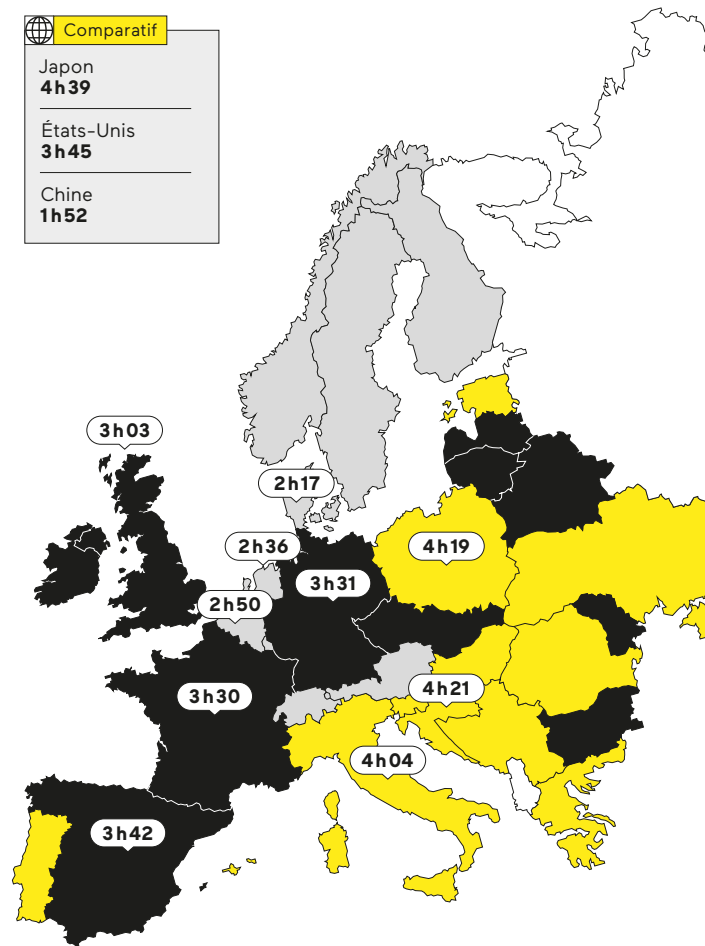 Comparatif
Japon
4h39
États-Unis
3h45
Chine
1h52
3h03
2h17
2h36
4h19
3h31
2h50
3h30
4h21
4h04
3h42